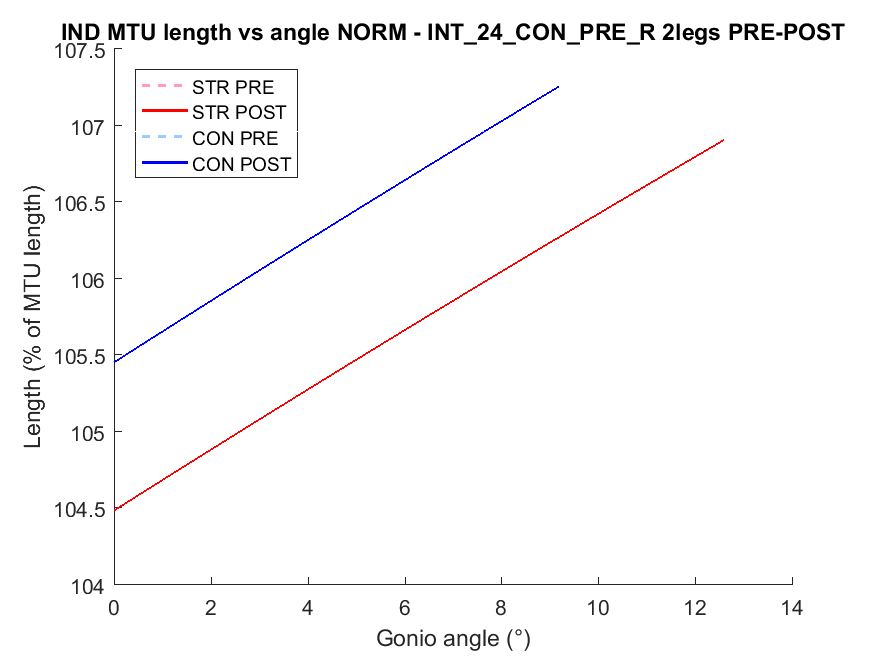 IND MTU length vs angle NORM - INT_24_CON_PRE_R 2legs PRE-POST
107.5
107
106.5
106
105.5
105
104.5
104
Length (% of MTU length)
STR PRE
STR POST
CON PRE
CON POST
0
2
4
6
8
10
12
14
Gonio angle (°)